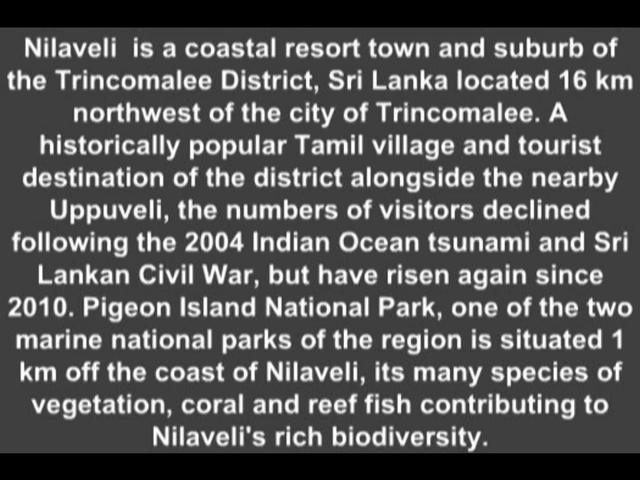 Nilaveli  is a coastal resort town and suburb of
the Trincomalee District, Sri Lanka located 16 km
northwest of the city of Trincomalee. A
historically popular Tamil village and tourist
destination of the district alongside the nearby
Uppuveli, the numbers of visitors declined
following the 2004 Indian Ocean tsunami and Sri
Lankan Civil War, but have risen again since
2010. Pigeon Island National Park, one of the two
marine national parks of the region is situated 1
km off the coast of Nilaveli, its many species of
vegetation, coral and reef fish contributing to
Nilaveli's rich biodiversity.